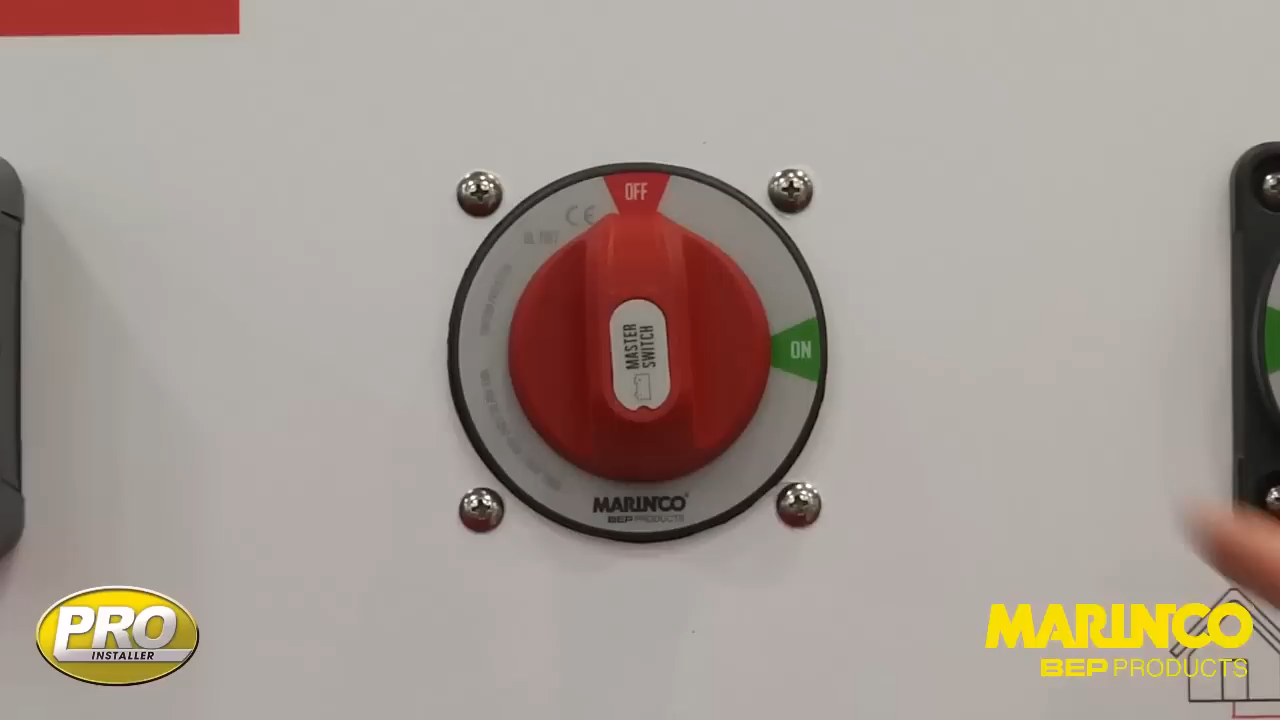 OFF
CE
ON
MASTER
SWITCH
MARINCO
BEP PRODUCTS
PRO
INSTALLER
MARINCO
BEP PRODUCTS